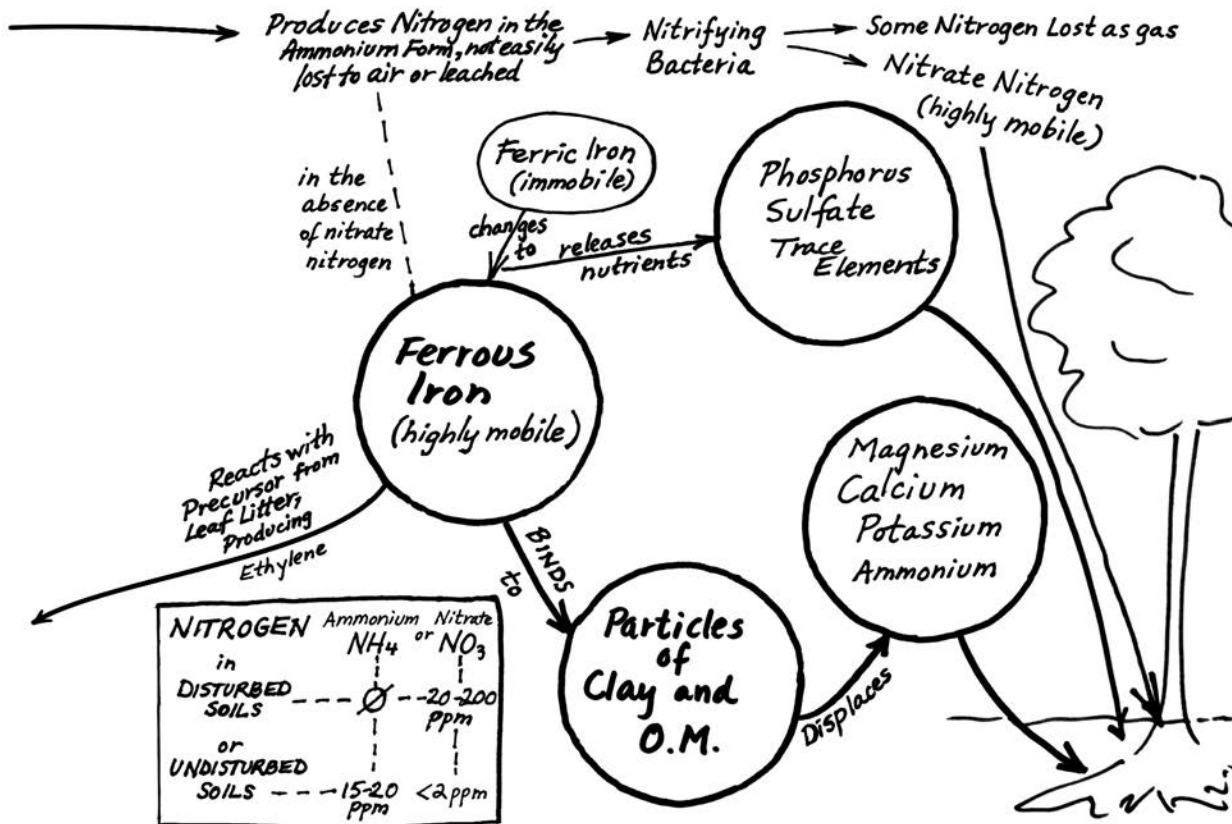 Produces Nitrogen in the
Ammonium Form, not easily
lost to air or leached
Nitrifying
Bacteria
Some Nitrogen Lost as gas
Nitrate Nitrogen
(highly mobile)
in the
absence
of nitrate
nitrogen
Ferric Iron
(immobile)
changes
to
releases
nutrients
Phosphorus
Sulfate
Trace
Elements
Ferrous
Iron
(highly mobile)
Reacts with
Precursor from
Leaf Litter,
Producing
Ethylene
BINDS
to
Particles
of
Clay and
O.M.
Displaces
Magnesium
Calcium
Potassium
Ammonium
NITROGEN Ammonium or Nitrate
NH4 NO3
in
DISTURBED
SOILS Ø 20-200
ppm
or
UNDISTURBED
SOILS 15-20 <2 ppm
ppm